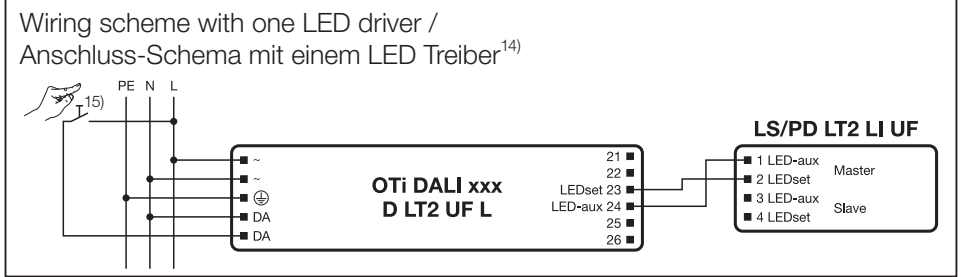 Wiring scheme with one LED driver /
Anschluss-Schema mit einem LED Treiber14)
PE N L
15)
LS/PD LT2 LI UF
~
~
DA
DA
OTi DALI xxx
D LT2 UF L
21
22
LEDset 23
LED-aux 24
25
26
1 LED-aux
2 LEDset
Master
3 LED-aux
4 LEDset
Slave